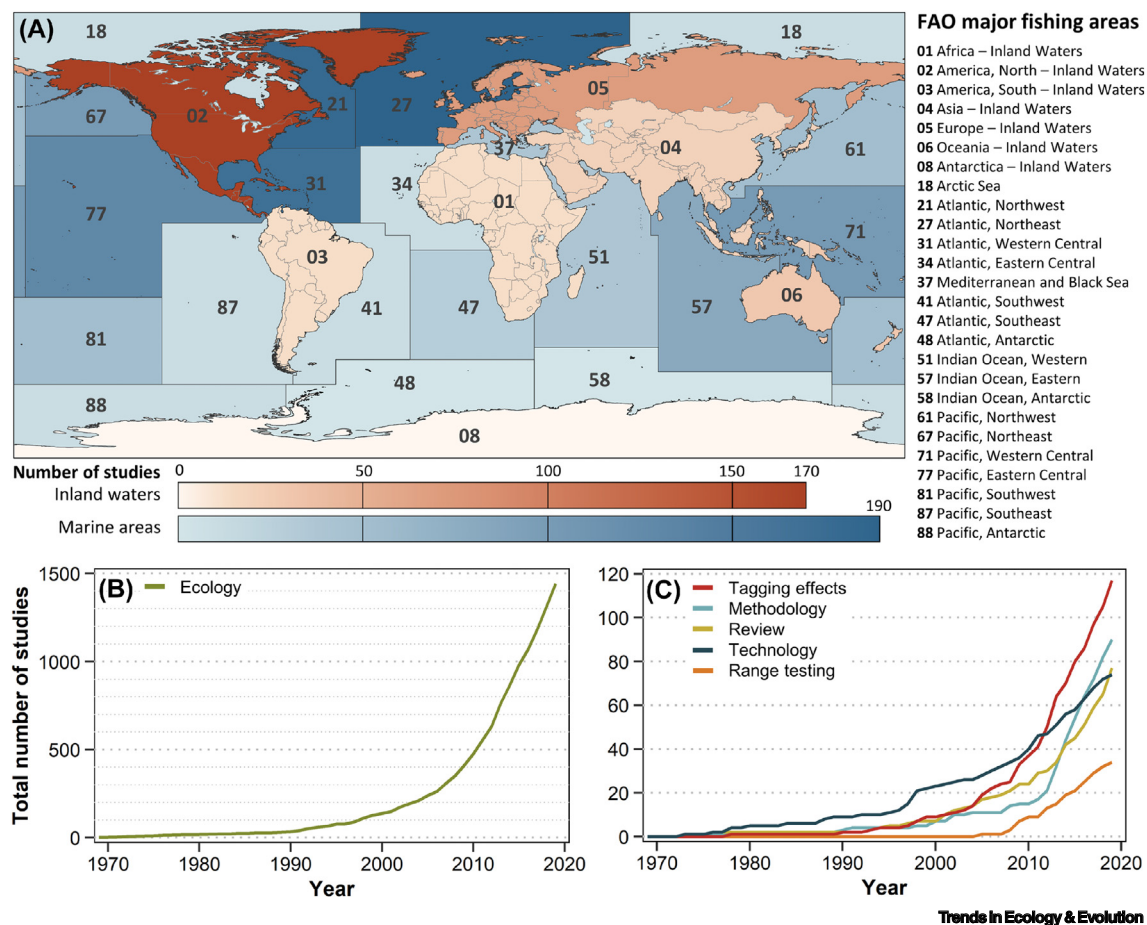 (A)
18
18
67
02
21
27
05
37
04
61
77
31
34
01
71
03
51
87
41
47
57
06
81
48
58
88
08
FAO major fishing areas
01 Africa – Inland Waters
02 America, North – Inland Waters
03 America, South – Inland Waters
04 Asia – Inland Waters
05 Europe – Inland Waters
06 Oceania – Inland Waters
08 Antarctica – Inland Waters
18 Arctic Sea
21 Atlantic, Northwest
27 Atlantic, Northeast
31 Atlantic, Western Central
34 Atlantic, Eastern Central
37 Mediterranean and Black Sea
41 Atlantic, Southwest
47 Atlantic, Southeast
48 Atlantic, Antarctic
51 Indian Ocean, Western
57 Indian Ocean, Eastern
58 Indian Ocean, Antarctic
61 Pacific, Northwest
67 Pacific, Northeast
71 Pacific, Western Central
77 Pacific, Eastern Central
81 Pacific, Southwest
87 Pacific, Southeast
88 Pacific, Antarctic
Number of studies 0 50 100 150 170
Inland waters
190
Marine areas
(B)
Ecology
Total number of studies
1500
1000
500
0
1970 1980 1990 2000 2010 2020
Year
(C)
Tagging effects
Methodology
Review
Technology
Range testing
120
100
80
60
40
20
0
1970 1980 1990 2000 2010 2020
Year
Trends in Ecology & Evolution